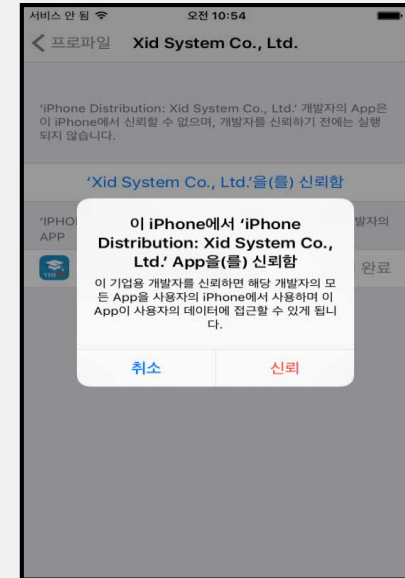 서비스 안 됨
오전 10:54
프로파일
Xid System Co., Ltd.
'iPhone Distribution: Xid System Co., Ltd.' 개발자의 App은
이 iPhone에서 신뢰할 수 없으며, 개발자를 신뢰하기 전에는 실행
되지 않습니다.
'Xid System Co., Ltd.'을(를) 신뢰함
'IPHO
발자의
APP
완료
이 iPhone에서 'iPhone
Distribution: Xid System Co.,
Ltd.' App을(를) 신뢰함
이 기업용 개발자를 신뢰하면 해당 개발자의 모
든 App을 사용자의 iPhone에서 사용하며 이
App이 사용자의 데이터에 접근할 수 있게 됩니
다.
취소
신뢰